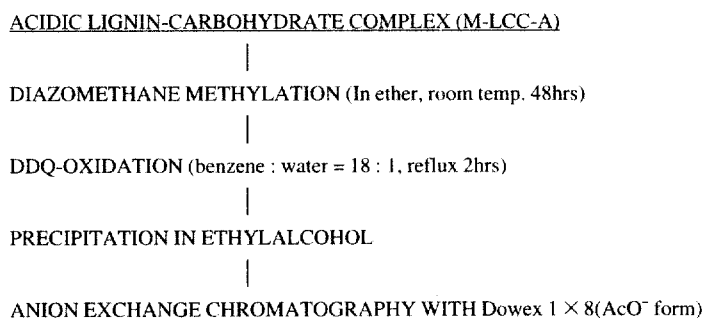 ACIDIC LIGNIN-CARBOHYDRATE COMPLEX (M-LCC-A)
DIAZOMETHANE METHYLATION (In ether, room temp. 48hrs)
DDQ-OXIDATION (benzene : water = 18 : 1, reflux 2hrs)
PRECIPITATION IN ETHYLALCOHOL
ANION EXCHANGE CHROMATOGRAPHY WITH Dowex 1 × 8(AcO⁻ form)